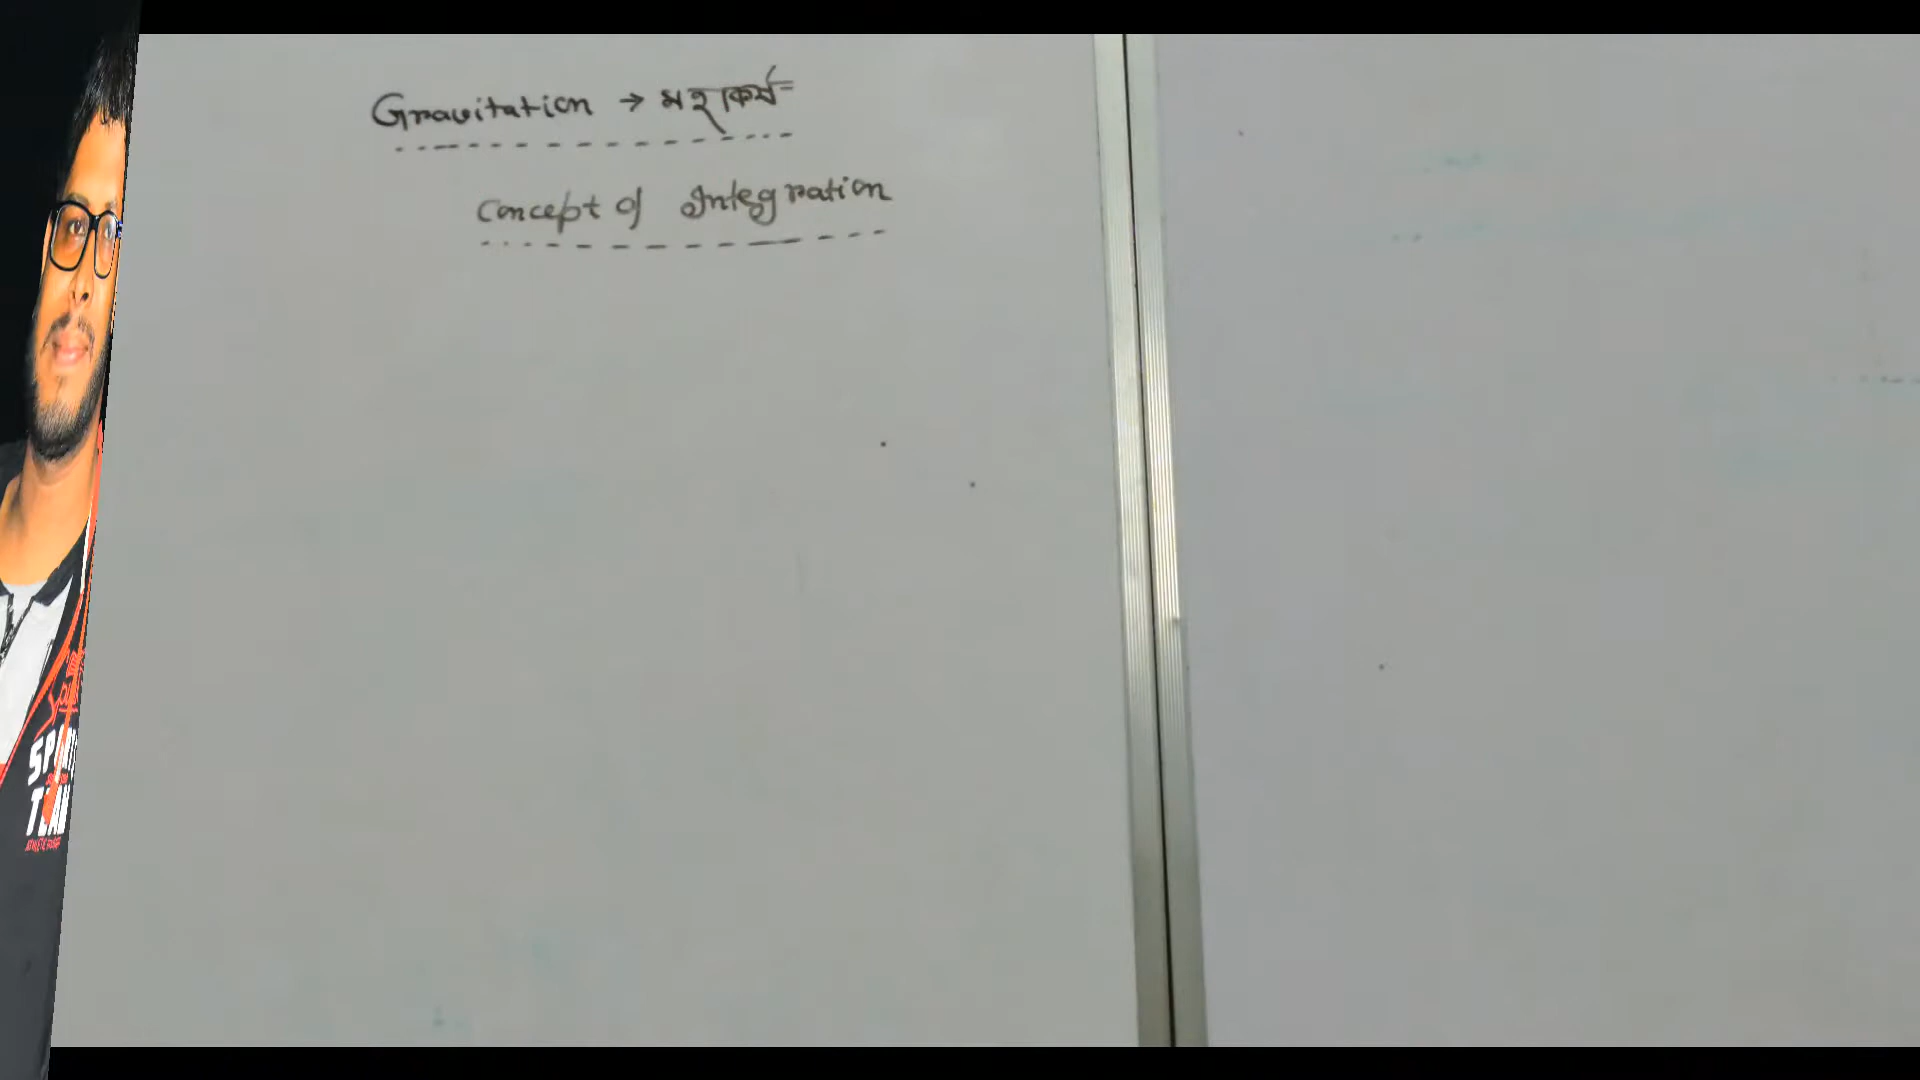 Gravitation → মহাকর্ষ
Concept of Integration